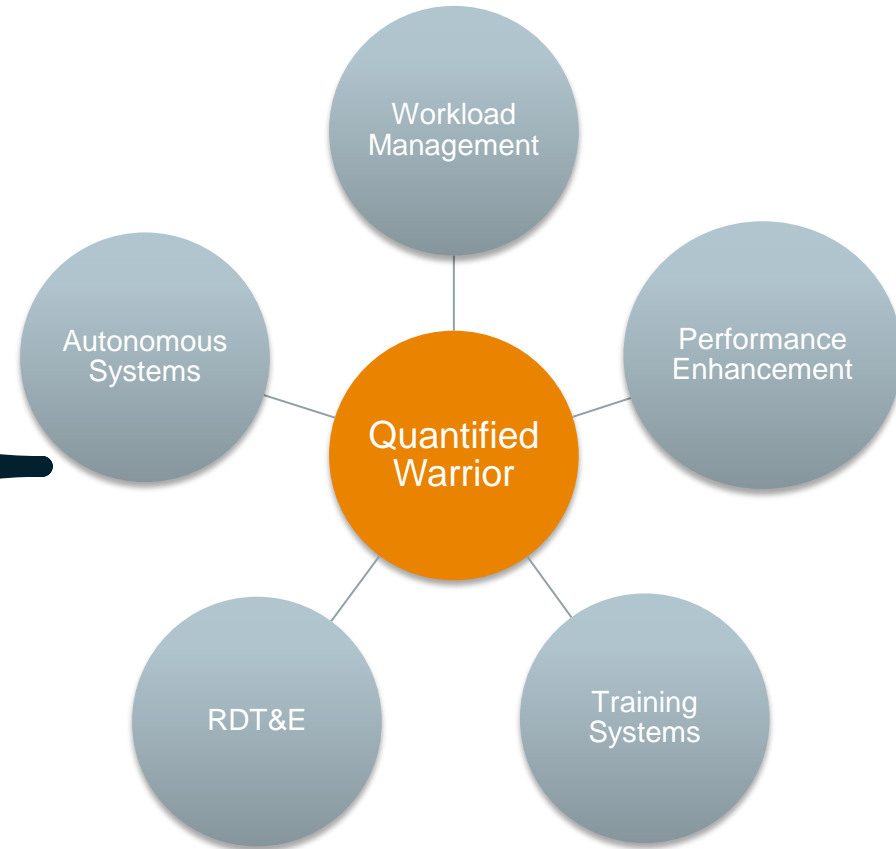 Workload
Management
Autonomous
Systems
Performance
Enhancement
Quantified
Warrior
RDT&E
Training
Systems